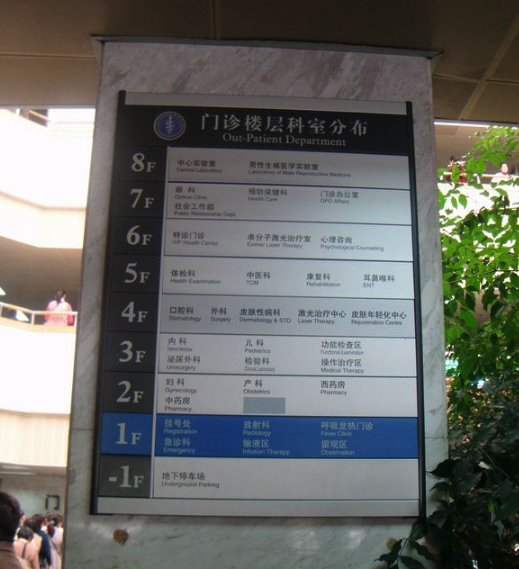 门诊楼层科室分布
Out-Patient Department
8F
中心实验室 男性生殖医学实验室
Central Laboratory Laboratory of Male Reproductive Medicine
7F
眼科 预防保健科 门诊办公室
Optical Clinic Health Care OPD Affairs
社会工作部
Public Relationship Dept.
6F
特诊门诊 准分子激光治疗室 心理咨询
VIP Health Center Eximer Laser Therapy Psychological Counseling
5F
体检科 中医科 康复科 耳鼻喉科
Health Examination TCM Rehabilitation ENT
4F
口腔科 外科 皮肤性病科 激光治疗中心 皮肤年轻化中心
Stomatology Surgery Dermatology & STD Laser Therapy Rejuvenation Centre
3F
内科 儿科 功能检查区
Pediatrics Functional Examination
泌尿外科 检验科 操作治疗区
Urosurgery Clinical Laboratory Medical Therapy
2F
妇科 产科 西药房
Gynecology Obstetrics Pharmacy
中药房
Pharmacy
1F
挂号处 放射科 呼吸发热门诊
Registration Radiology Fever Clinic
急诊科 输液区 留观区
Emergency Infusion Therapy Observation
-1F
地下停车场
Underground Parking